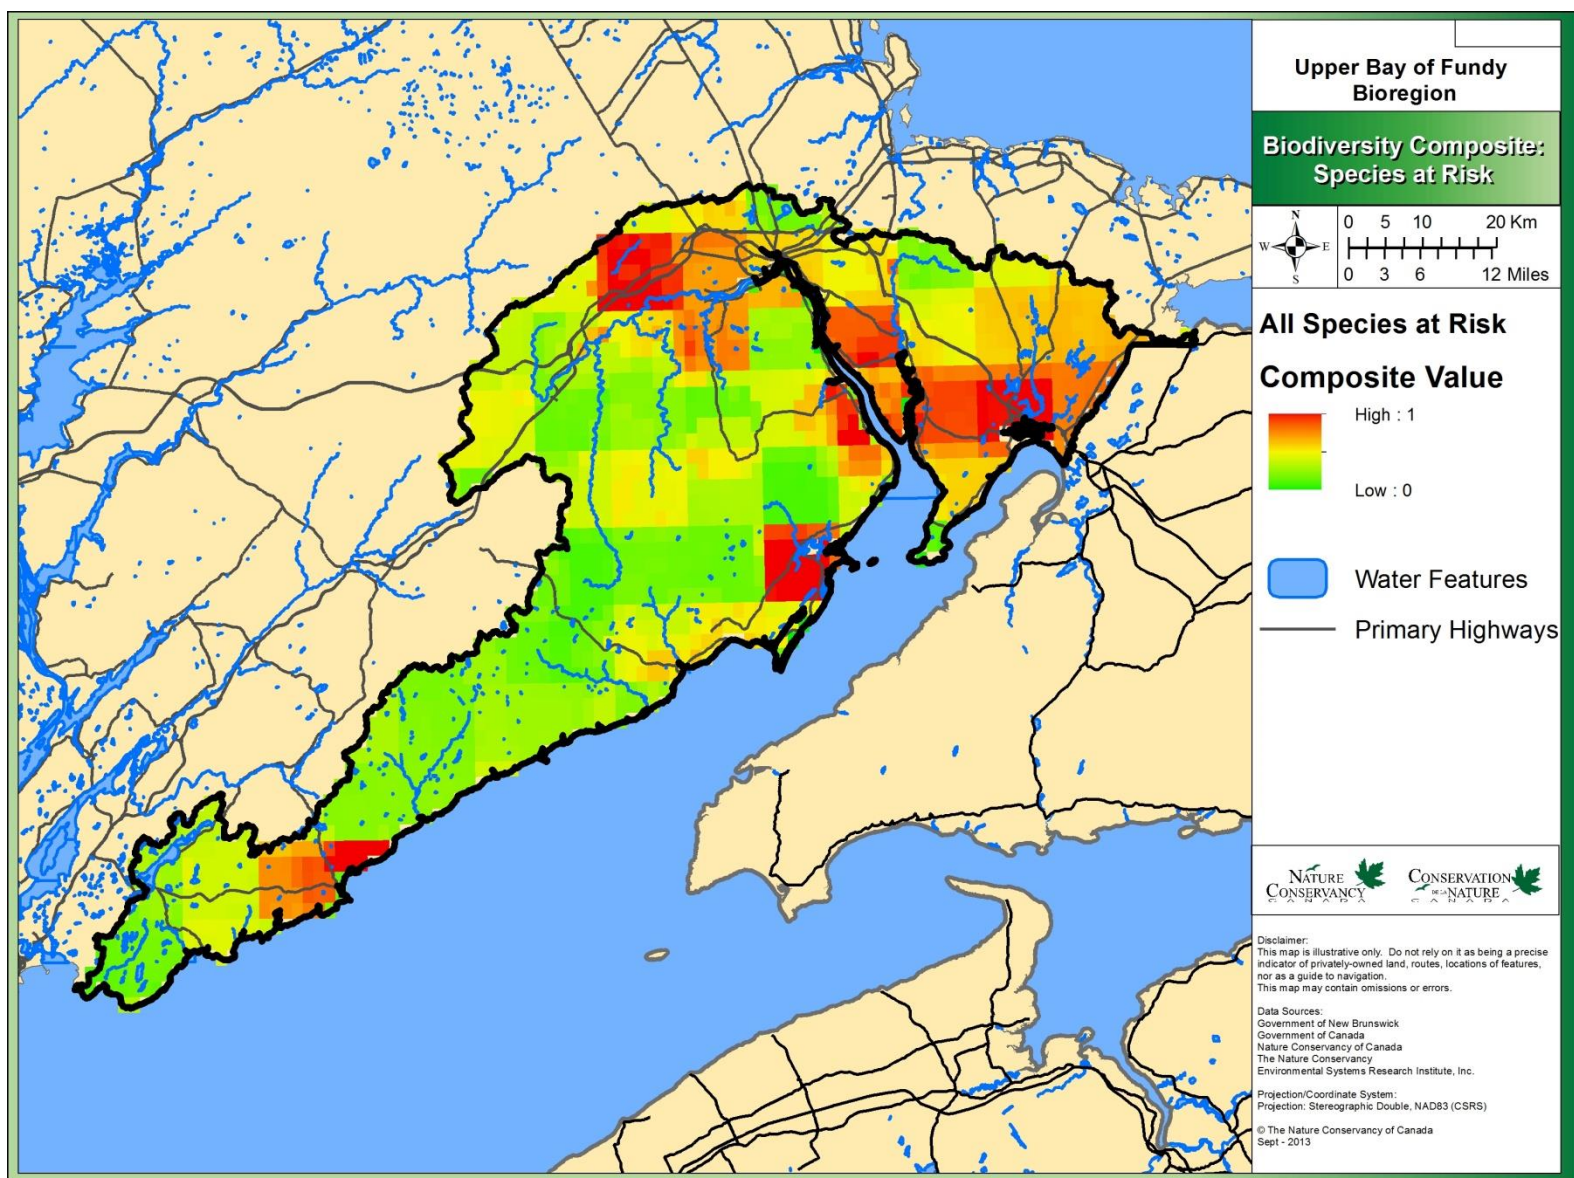 Upper Bay of Fundy
Bioregion
Biodiversity Composite:
Species at Risk
N
W E
S
0 5 10 20 Km
0 3 6 12 Miles
All Species at Risk
Composite Value
High : 1
Low : 0
Water Features
Primary Highways
NATURE
CONSERVANCY
CONSERVATION
DE LA NATURE
Disclaimer:
This map is illustrative only. Do not rely on it as being a precise
indicator of privately-owned land, routes, locations of features,
nor as a guide to navigation.
This map may contain omissions or errors.
Data Sources:
Government of New Brunswick
Government of Canada
Nature Conservancy of Canada
The Nature Conservancy
Environmental Systems Research Institute, Inc.
Projection/Coordinate System:
Projection: Stereographic Double, NAD83 (CSRS)
© The Nature Conservancy of Canada
Sept - 2013